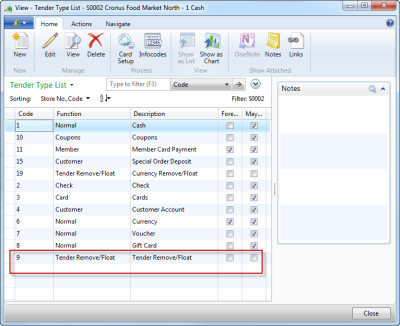 View - Tender Type List - S0002 Cronus Food Market North - 1 Cash
Home Actions Navigate
New Edit View Delete Card Setup Infocodes Show as List Show as Chart OneNote Notes Links
New Manage Process View Show Attached
Tender Type List Type to filter (F3) Code
Sorting: Store No.,Code Filter: S0002
Code Function Description Fore... May...
1 Normal Cash
10 Coupons Coupons
11 Member Member Card Payment
15 Customer Special Order Deposit
19 Tender Remove/Float Currency Remove/Float
2 Check Check
3 Card Cards
4 Customer Customer Account
6 Normal Currency
7 Normal Voucher
8 Normal Gift Card
9 Tender Remove/Float Tender Remove/Float
Notes
Close